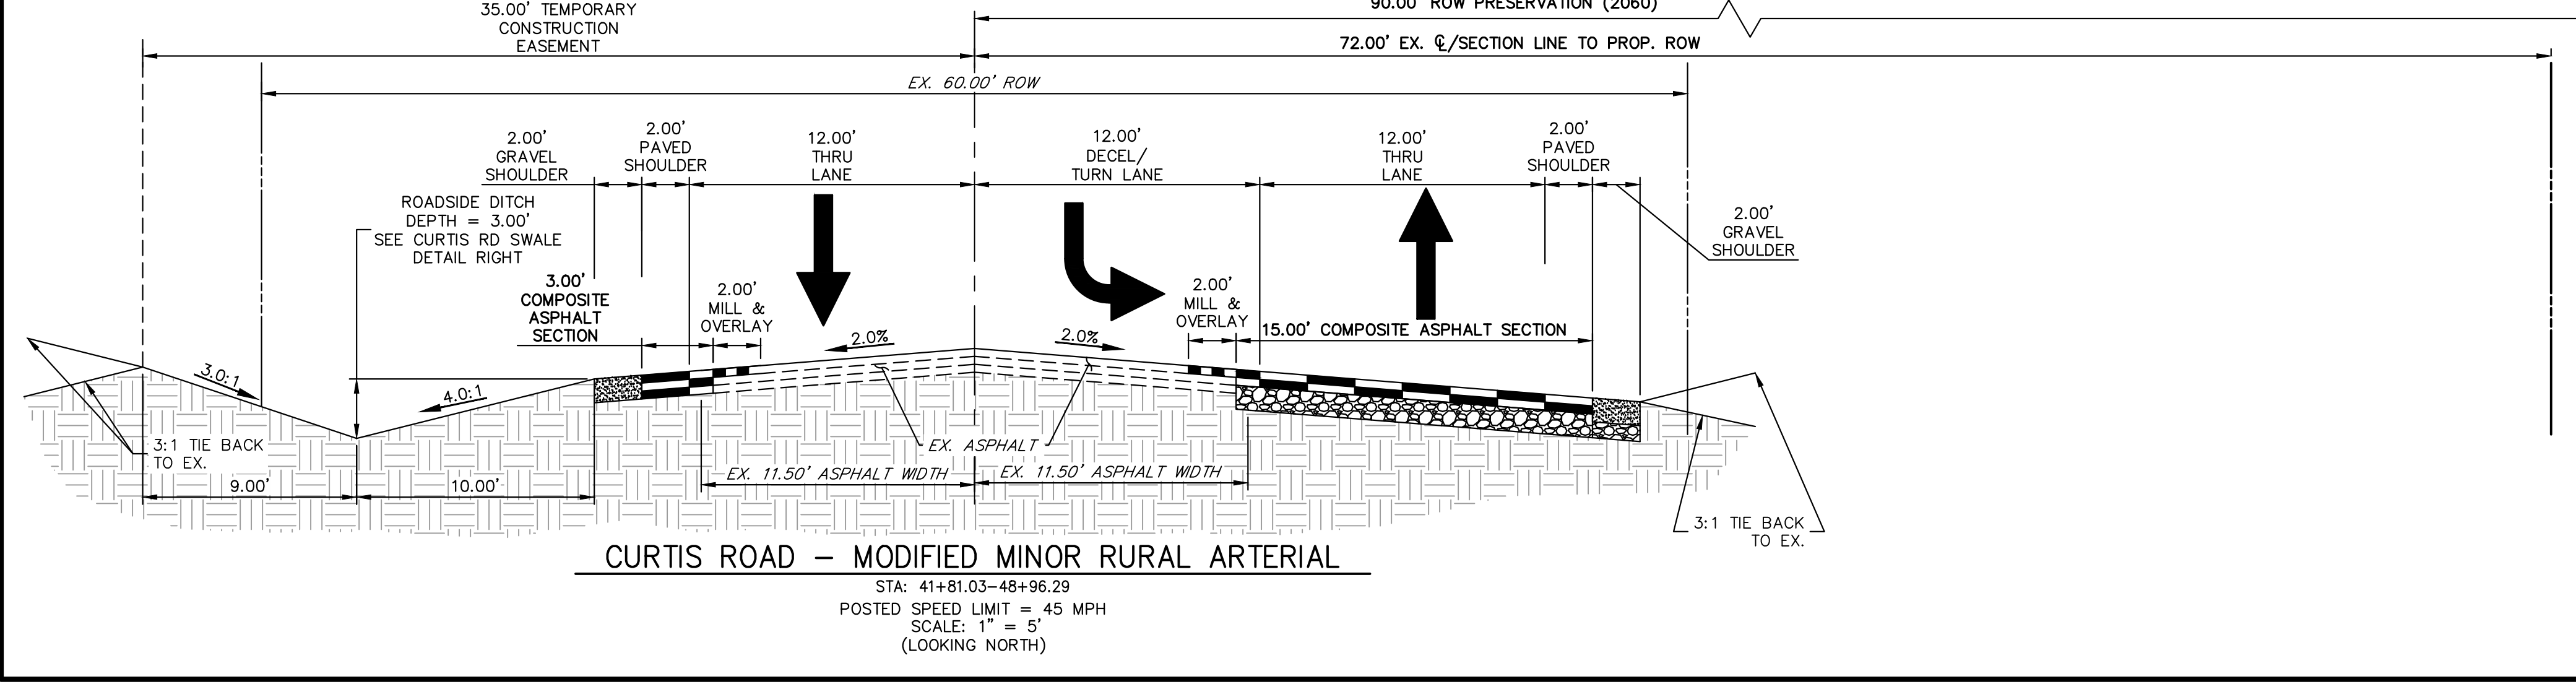 35.00' TEMPORARY
CONSTRUCTION
EASEMENT
90.00' ROW PRESERVATION (2060)
72.00' EX. ℄/SECTION LINE TO PROP. ROW
EX. 60.00' ROW
2.00'
GRAVEL
SHOULDER
2.00'
PAVED
SHOULDER
12.00'
THRU
LANE
12.00'
DECEL/
TURN LANE
12.00'
THRU
LANE
2.00'
PAVED
SHOULDER
2.00'
GRAVEL
SHOULDER
ROADSIDE DITCH
DEPTH = 3.00'
SEE CURTIS RD SWALE
DETAIL RIGHT
3.00'
COMPOSITE
ASPHALT
SECTION
2.00'
MILL &
OVERLAY
2.0%
2.0%
2.00'
MILL &
OVERLAY
15.00' COMPOSITE ASPHALT SECTION
3.0:1
4.0:1
3:1 TIE BACK
TO EX.
EX. ASPHALT
EX. 11.50' ASPHALT WIDTH
EX. 11.50' ASPHALT WIDTH
9.00'
10.00'
3:1 TIE BACK
TO EX.
CURTIS ROAD – MODIFIED MINOR RURAL ARTERIAL
STA: 41+81.03–48+96.29
POSTED SPEED LIMIT = 45 MPH
SCALE: 1" = 5'
(LOOKING NORTH)